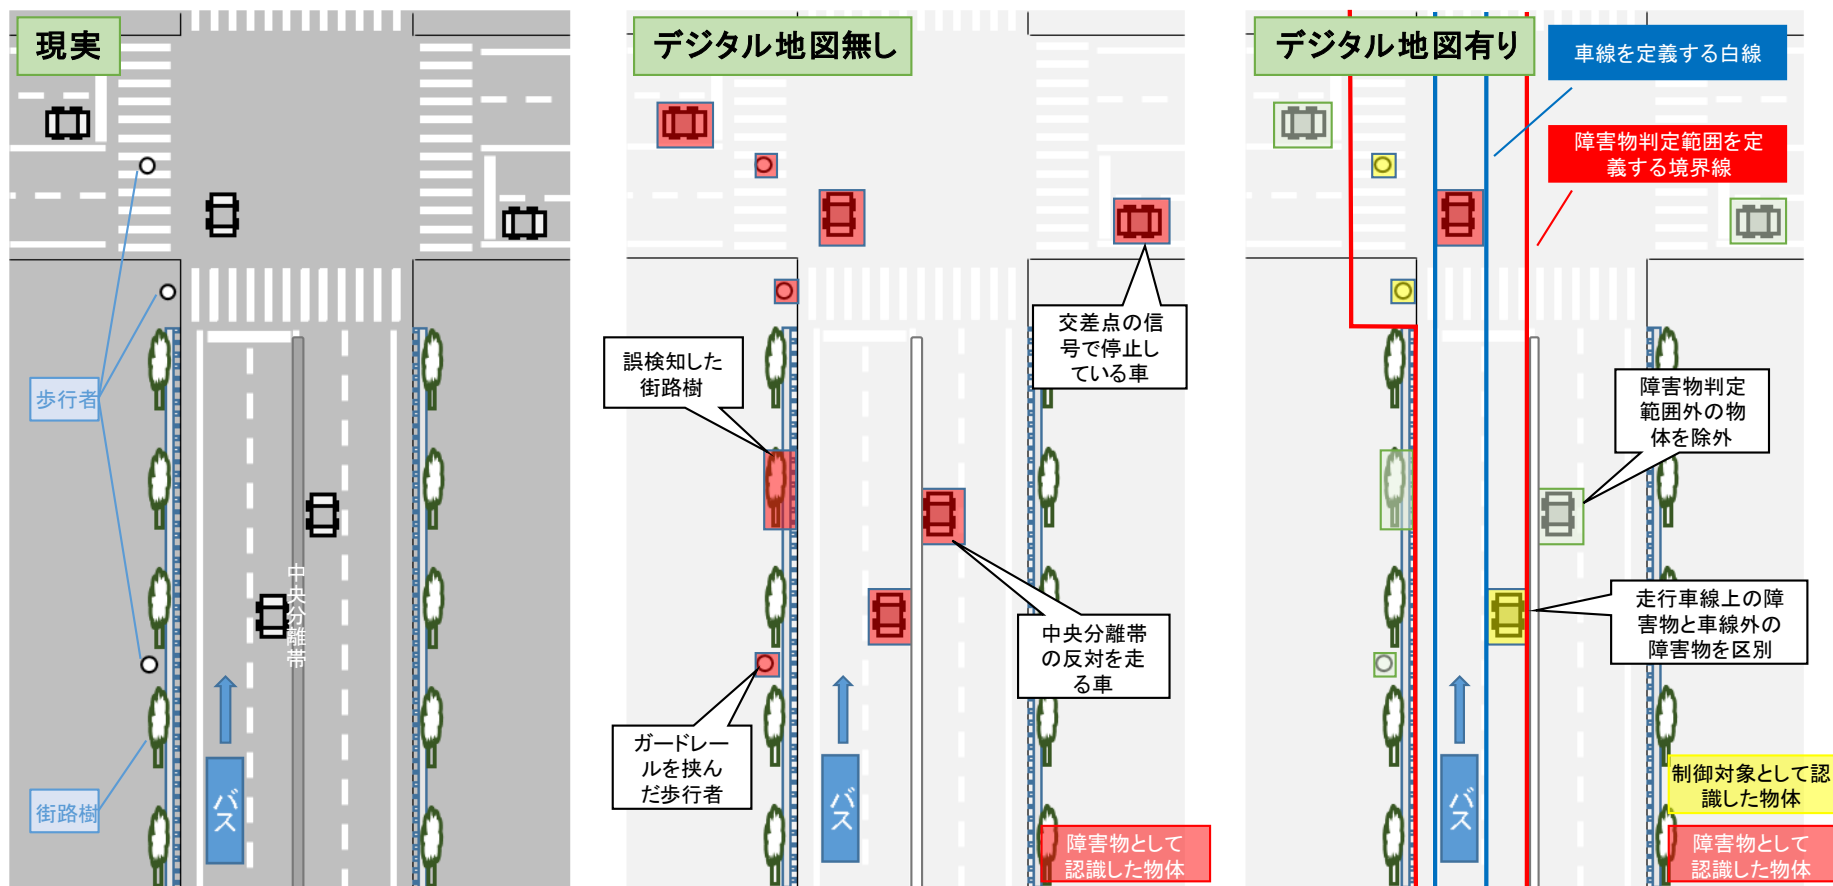 現実
歩行者
街路樹
中央分離帯
バス
デジタル地図無し
誤検知した
街路樹
交差点の信
号で停止し
ている車
中央分離帯
の反対を走
る車
ガードレー
ルを挟ん
だ歩行者
バス
障害物として
認識した物体
デジタル地図有り
車線を定義する白線
障害物判定範囲を定
義する境界線
障害物判定
範囲外の物
体を除外
走行車線上の障
害物と車線外の
障害物を区別
バス
制御対象として認
識した物体
障害物として
認識した物体